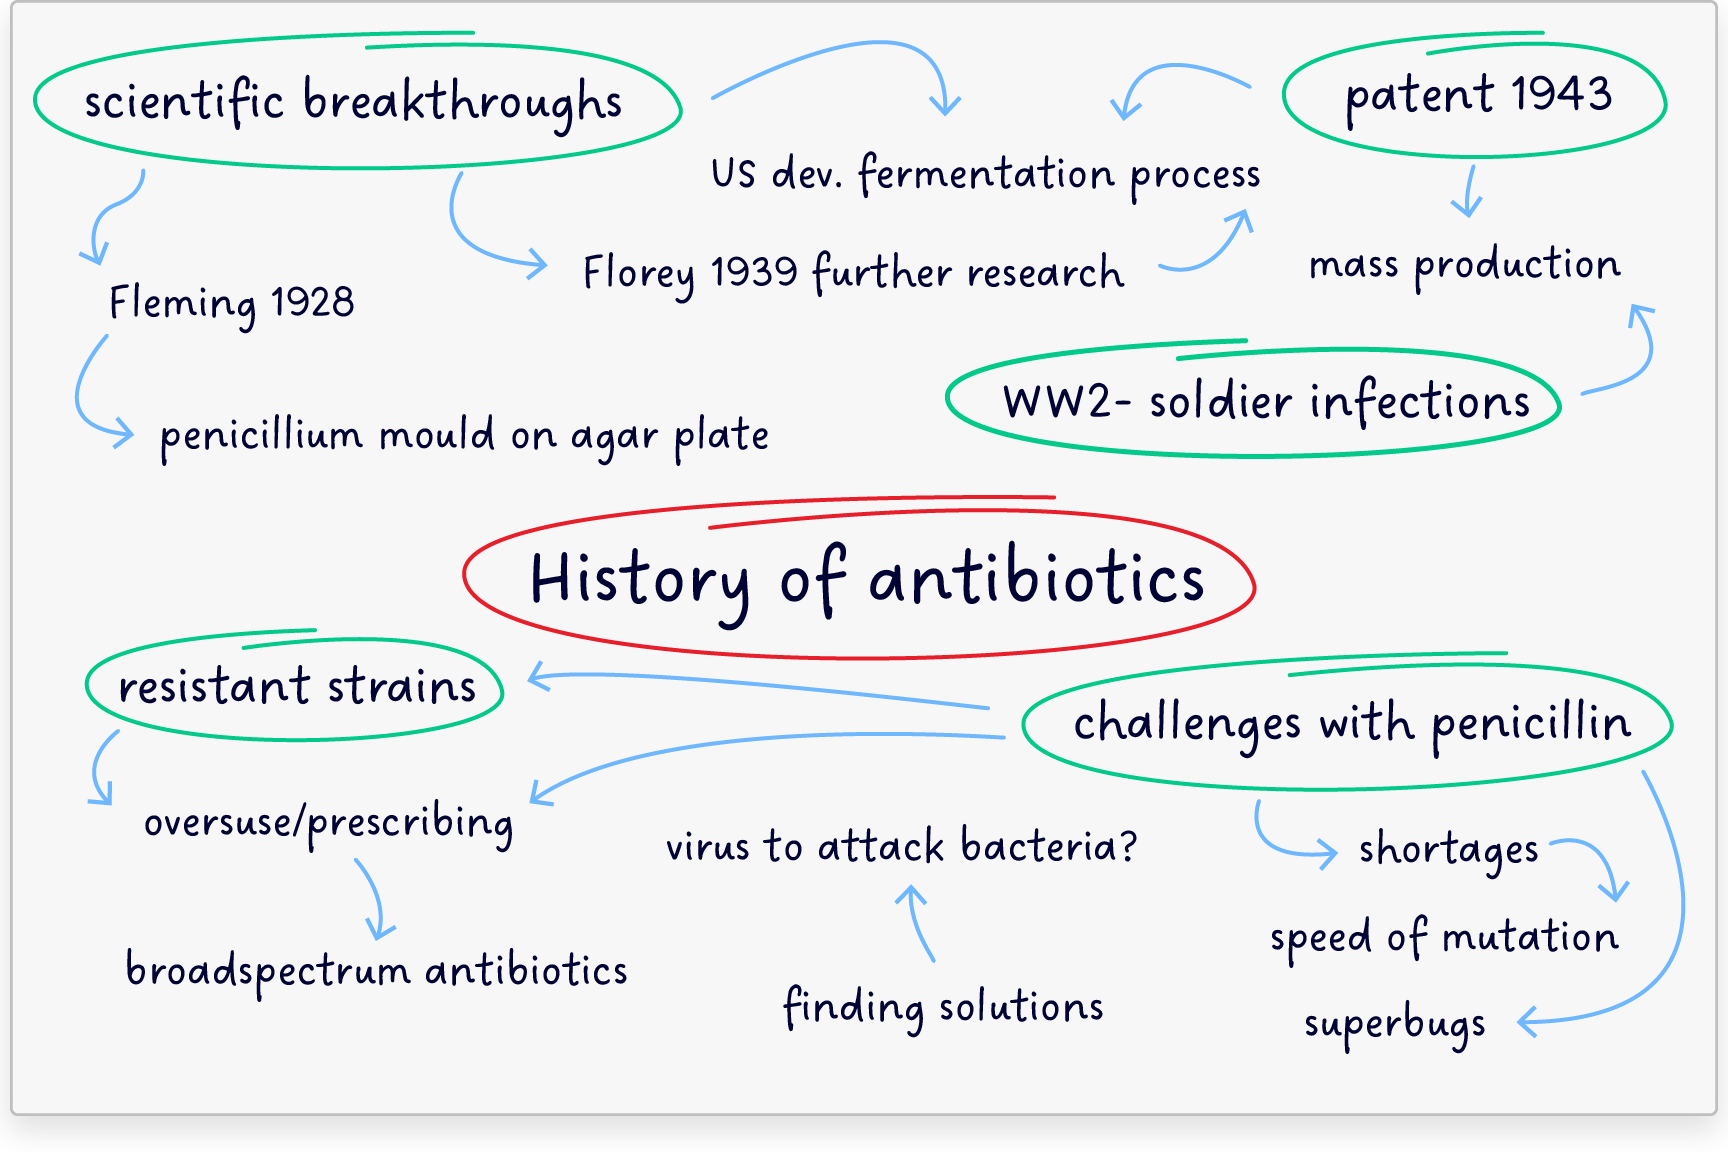 scientific breakthroughs
patent 1943
US dev. fermentation process
Florey 1939 further research
mass production
Fleming 1928
WW2- soldier infections
penicillium mould on agar plate
History of antibiotics
resistant strains
challenges with penicillin
oversuse/prescribing
virus to attack bacteria?
shortages
speed of mutation
broadspectrum antibiotics
finding solutions
superbugs